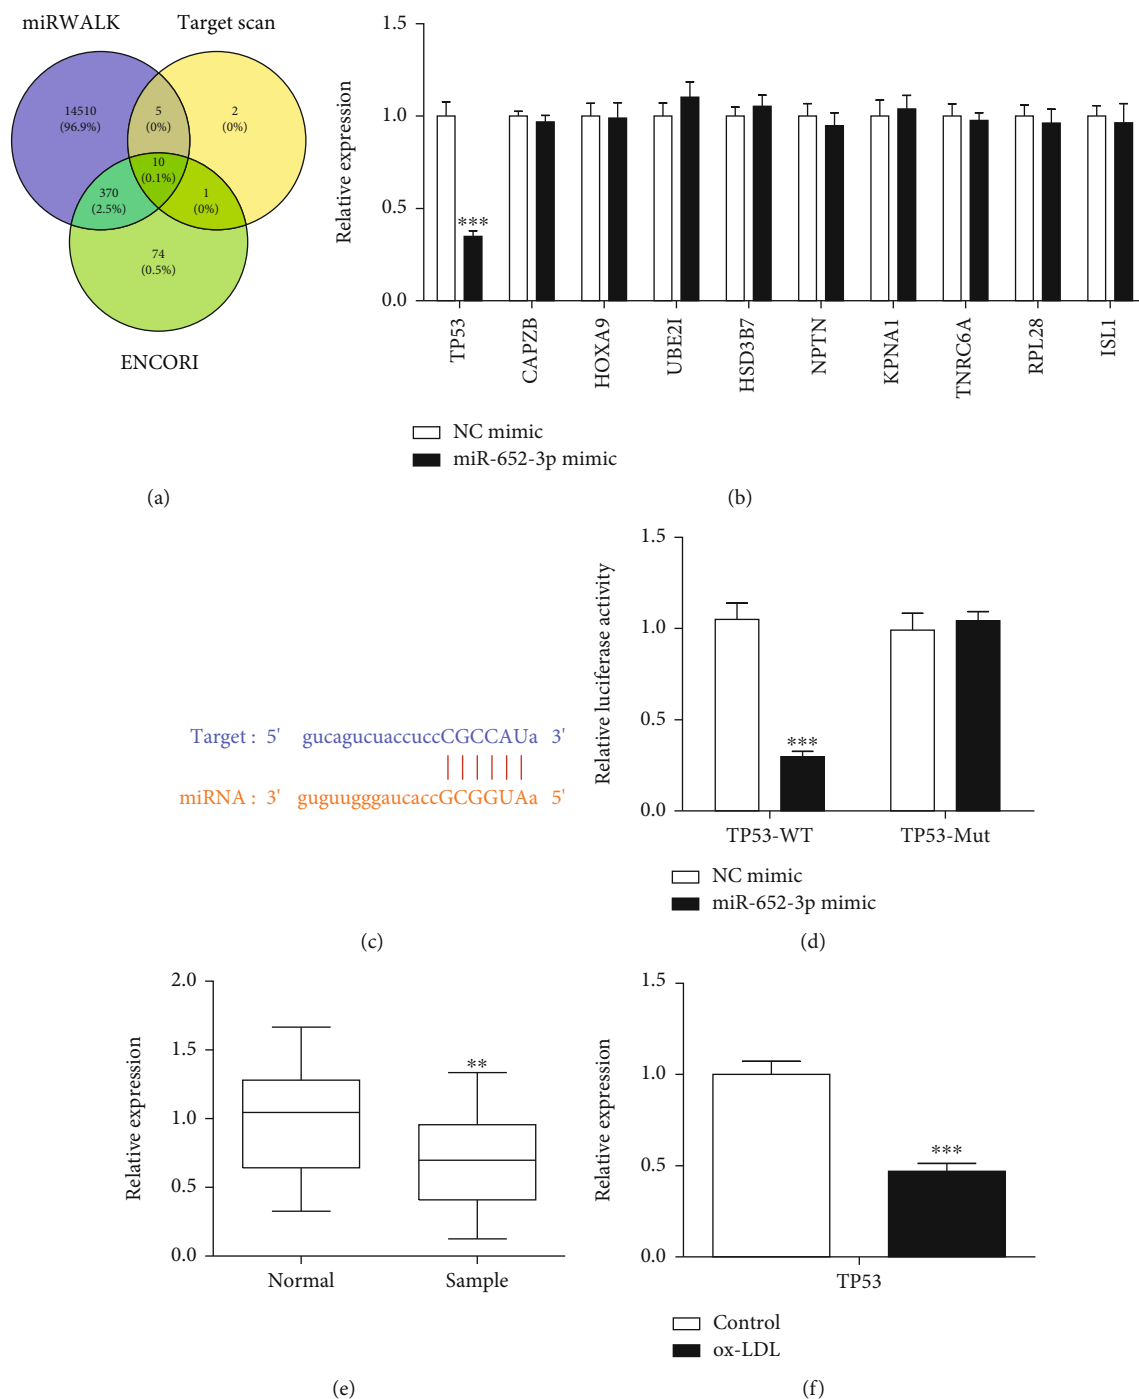 miRWALK
Target scan
14510
(96.9%)
5
(0%)
2
(0%)
10
(0.1%)
370
(2.5%)
1
(0%)
74
(0.5%)
ENCORI
(a)
Relative expression
1.5
1.0
0.5
0.0
***
TP53
CAPZB
HOXA9
UBE2I
HSD3B7
NPTN
KPNA1
TNRC6A
RPL28
ISL1
NC mimic
miR-652-3p mimic
(b)
Target : 5' gucagucuaccuccCGCCAUa 3'
miRNA : 3' guguugggaucaccGCGGUAa 5'
(c)
Relative luciferase activity
1.5
1.0
0.5
0.0
***
TP53-WT
TP53-Mut
NC mimic
miR-652-3p mimic
(d)
Relative expression
2.0
1.5
1.0
0.5
0.0
**
Normal
Sample
(e)
Relative expression
1.5
1.0
0.5
0.0
***
TP53
Control
ox-LDL
(f)